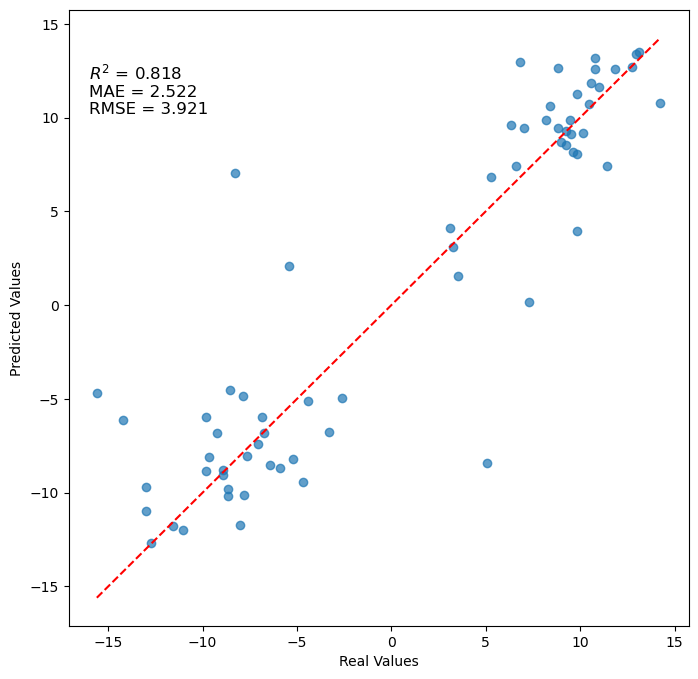 R² = 0.818
MAE = 2.522
RMSE = 3.921
15
10
5
0
−5
−10
−15
Predicted Values
−15 −10 −5 0 5 10 15
Real Values